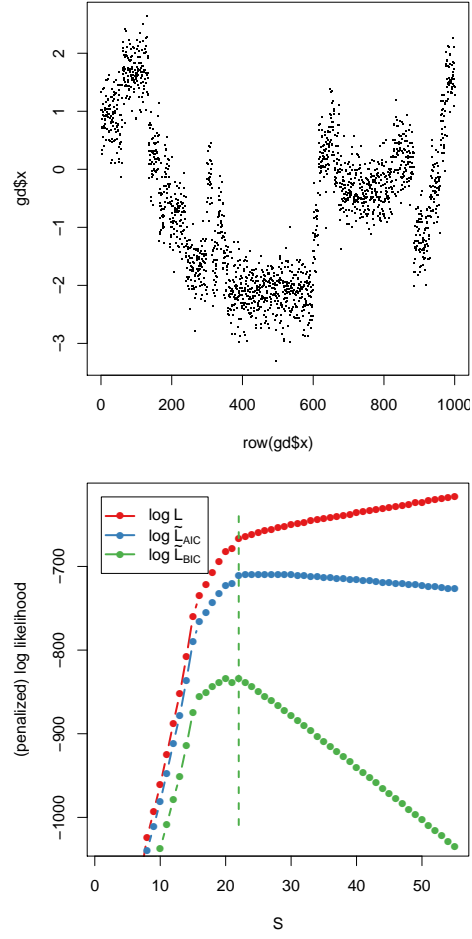 2
1
0
−1
−2
−3
gd$x
0 200 400 600 800 1000
row(gd$x)
log L
log L̃AIC
log L̃BIC
−700
−800
−900
−1000
(penalized) log likelihood
0 10 20 30 40 50
S